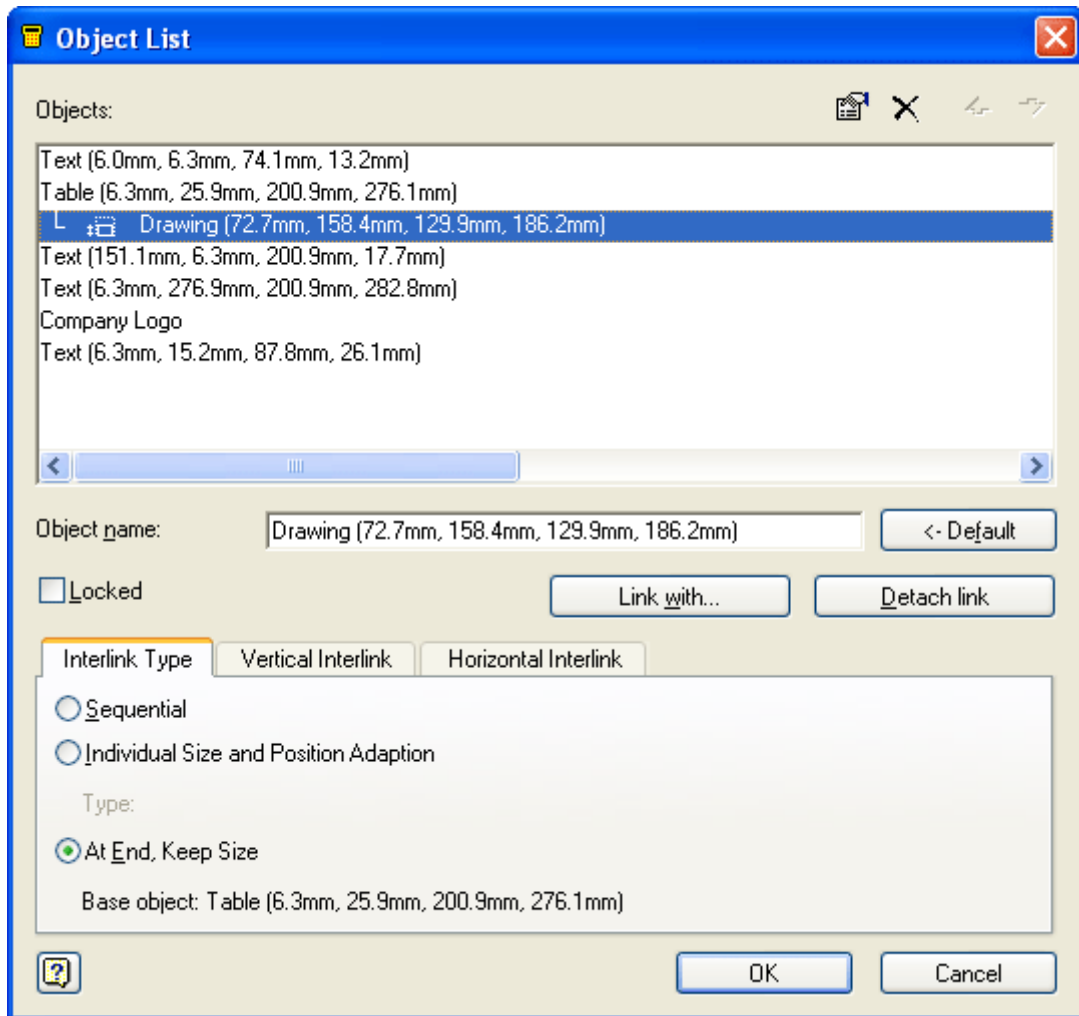 Object List
Objects:
Text (6.0mm, 6.3mm, 74.1mm, 13.2mm)
Table (6.3mm, 25.9mm, 200.9mm, 276.1mm)
Drawing (72.7mm, 158.4mm, 129.9mm, 186.2mm)
Text (151.1mm, 6.3mm, 200.9mm, 17.7mm)
Text (6.3mm, 276.9mm, 200.9mm, 282.8mm)
Company Logo
Text (6.3mm, 15.2mm, 87.8mm, 26.1mm)
Object name: Drawing (72.7mm, 158.4mm, 129.9mm, 186.2mm) <- Default
Locked Link with... Detach link
Interlink Type Vertical Interlink Horizontal Interlink
Sequential
Individual Size and Position Adaption
Type:
At End, Keep Size
Base object: Table (6.3mm, 25.9mm, 200.9mm, 276.1mm)
? OK Cancel